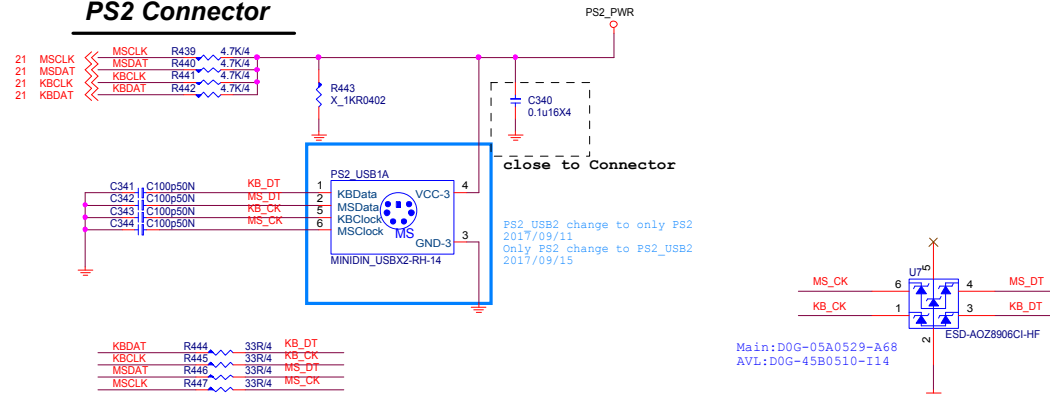 PS2 Connector
PS2_PWR
21 MSCLK MSCLK R439 4.7K/4
21 MSDAT MSDAT R440 4.7K/4
21 KBCLK KBCLK R441 4.7K/4
21 KBDAT KBDAT R442 4.7K/4
R443
X_1KR0402
C340
0.1u16X4
close to Connector
PS2_USB1A
C341 C100p50N KB_DT 1 KBData VCC-3 4
C342 C100p50N MS_DT 2 MSData
C343 C100p50N KB_CK 5 KBClock
C344 C100p50N MS_CK 6 MSClock MS
GND-3 3
MINIDIN_USBX2-RH-14
PS2_USB2 change to only PS2
2017/09/11
Only PS2 change to PS2_USB2
2017/09/15
U7 5
MS_CK 6 4 MS_DT
KB_CK 1 3 KB_DT
2
ESD-AOZ8906CI-HF
Main:D0G-05A0529-A68
AVL:D0G-45B0510-I14
KBDAT R444 33R/4 KB_DT
KBCLK R445 33R/4 KB_CK
MSDAT R446 33R/4 MS_DT
MSCLK R447 33R/4 MS_CK